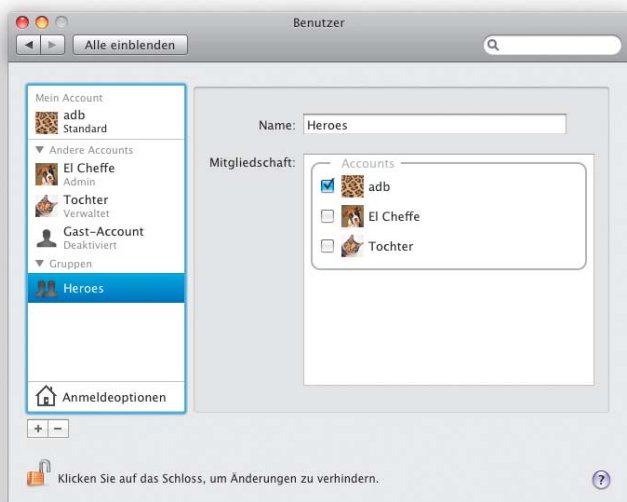 Benutzer
Alle einblenden
Mein Account
adb
Standard
Andere Accounts
El Cheffe
Admin
Tochter
Verwaltet
Gast-Account
Deaktiviert
Gruppen
Heroes
Anmeldeoptionen
Name: Heroes
Mitgliedschaft:
Accounts
adb
El Cheffe
Tochter
Klicken Sie auf das Schloss, um Änderungen zu verhindern.
?